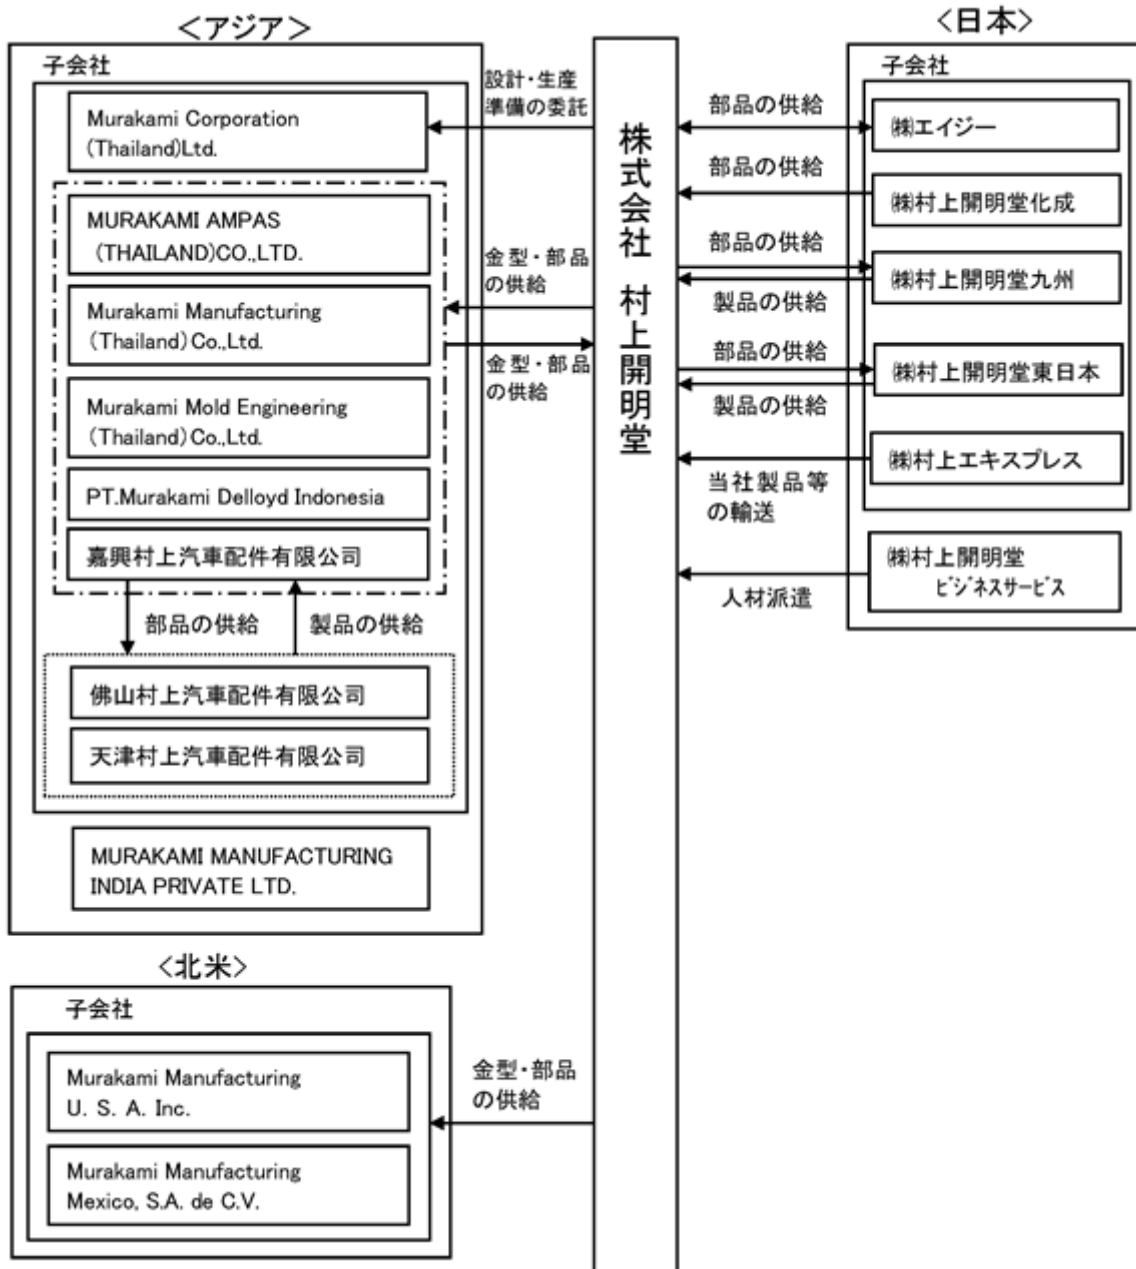 <アジア>
子会社
Murakami Corporation
(Thailand)Ltd.
MURAKAMI AMPAS
(THAILAND)CO.,LTD.
Murakami Manufacturing
(Thailand)Co.,Ltd.
Murakami Mold Engineering
(Thailand)Co.,Ltd.
PT.Murakami Delloyd Indonesia
嘉興村上汽車配件有限公司
部品の供給
製品の供給
佛山村上汽車配件有限公司
天津村上汽車配件有限公司
MURAKAMI MANUFACTURING
INDIA PRIVATE LTD.
<北米>
子会社
Murakami Manufacturing
U. S. A. Inc.
Murakami Manufacturing
Mexico, S.A. de C.V.
設計・生産
準備の委託
金型・部品
の供給
金型・部品
の供給
金型・部品
の供給
株式会社 村上開明堂
<日本>
子会社
部品の供給
㈱エイジー
部品の供給
㈱村上開明堂化成
部品の供給
㈱村上開明堂九州
製品の供給
部品の供給
㈱村上開明堂東日本
製品の供給
㈱村上エキスプレス
当社製品等
の輸送
㈱村上開明堂
ﾋﾞｼﾞﾈｽｻｰﾋﾞｽ
人材派遣